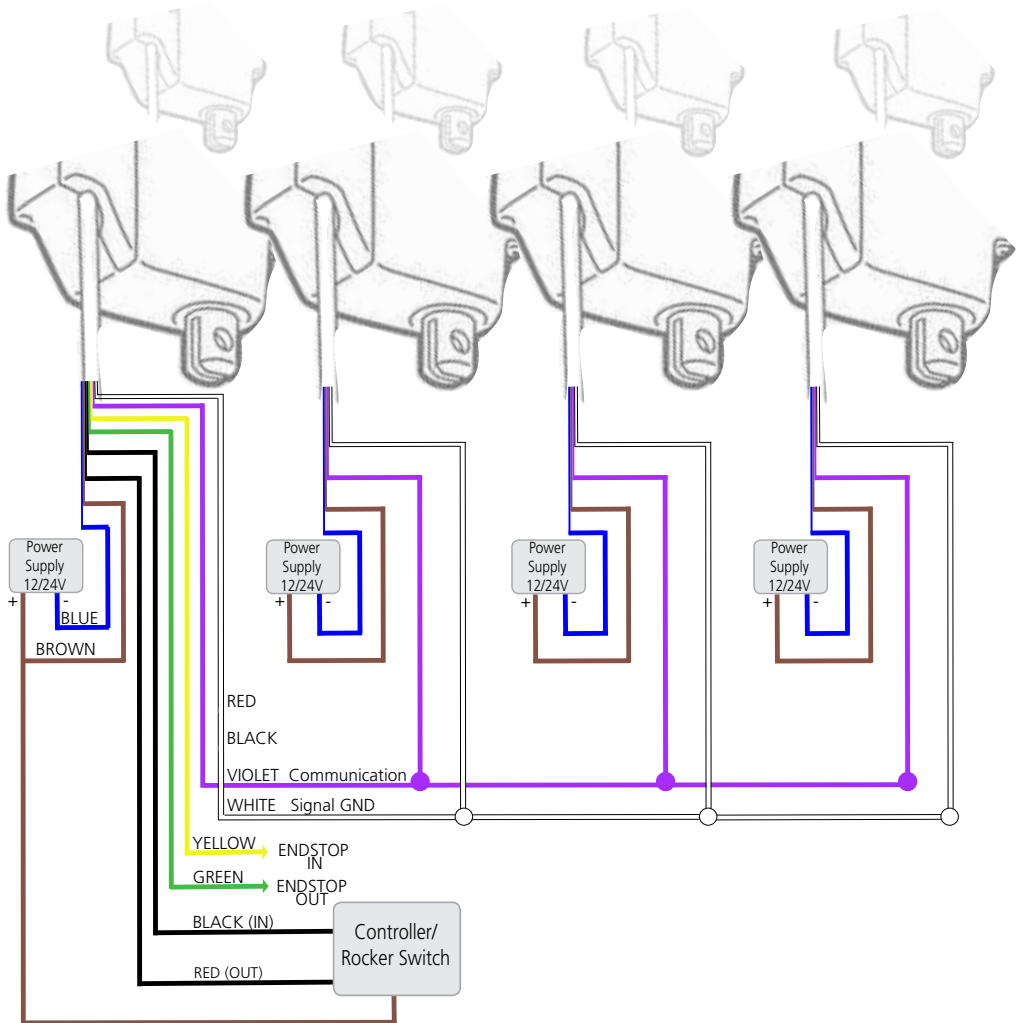 Power
Supply
12/24V
+
-
BLUE
BROWN
Power
Supply
12/24V
+
-
Power
Supply
12/24V
+
-
Power
Supply
12/24V
+
-
RED
BLACK
VIOLET Communication
WHITE Signal GND
YELLOW
ENDSTOP
IN
GREEN
ENDSTOP
OUT
BLACK (IN)
RED (OUT)
Controller/
Rocker Switch